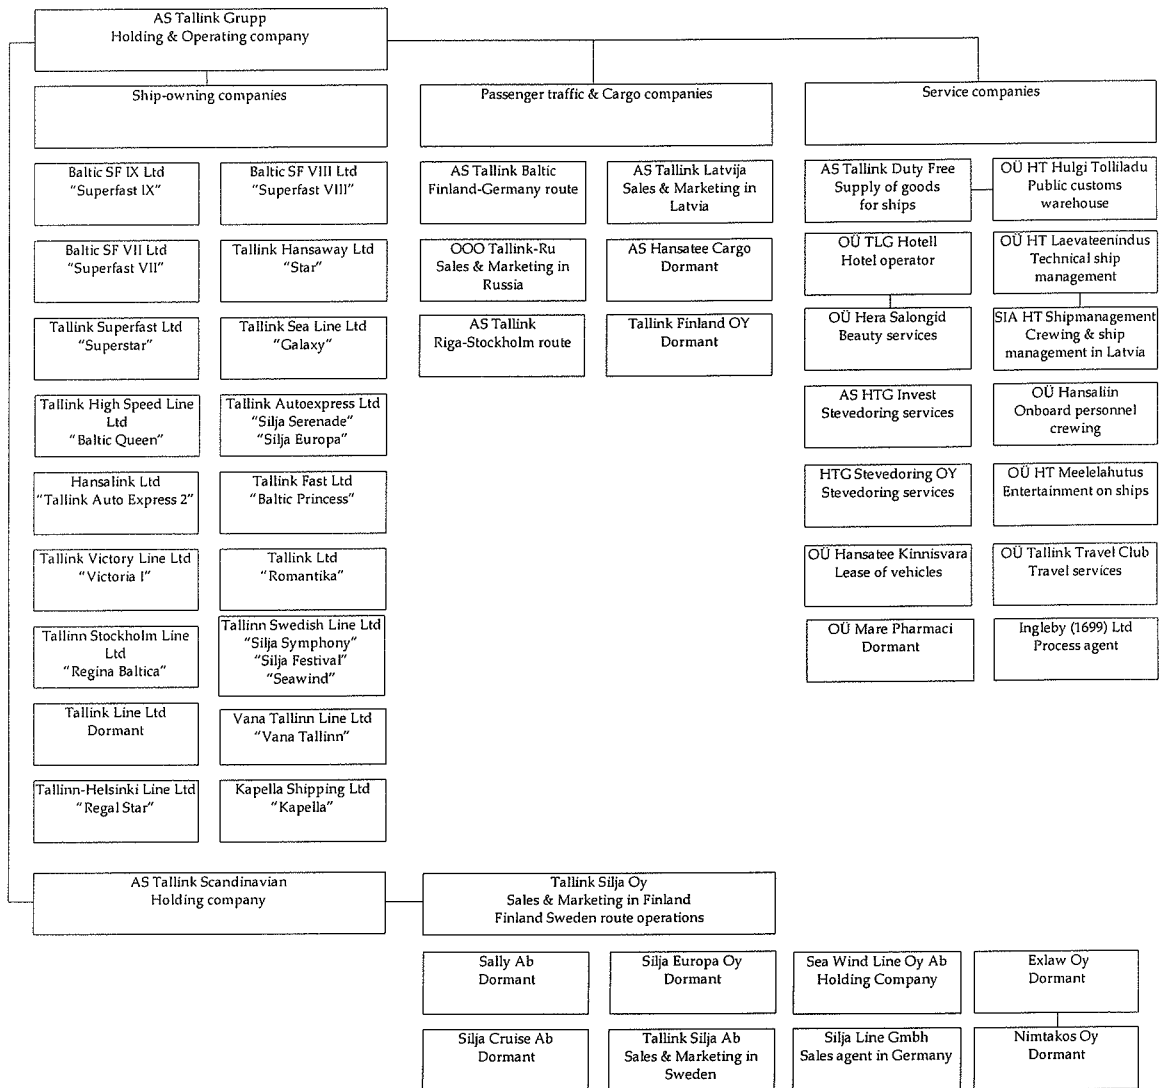 AS Tallink Grupp
Holding & Operating company
Ship-owning companies
Passenger traffic & Cargo companies
Service companies
Baltic SF IX Ltd
"Superfast IX"
Baltic SF VIII Ltd
"Superfast VIII"
AS Tallink Baltic
Finland-Germany route
AS Tallink Latvija
Sales & Marketing in
Latvia
AS Tallink Duty Free
Supply of goods
for ships
OÜ HT Hulgi Tolliladu
Public customs
warehouse
Baltic SF VII Ltd
"Superfast VII"
Tallink Hansaway Ltd
"Star"
OOO Tallink-Ru
Sales & Marketing in
Russia
AS Hansatee Cargo
Dormant
OÜ TLG Hotell
Hotel operator
OÜ HT Laevateenindus
Technical ship
management
Tallink Superfast Ltd
"Superstar"
Tallink Sea Line Ltd
"Galaxy"
AS Tallink
Riga-Stockholm route
Tallink Finland OY
Dormant
OÜ Hera Salongid
Beauty services
SIA HT Shipmanagement
Crewing & ship
management in Latvia
Tallink High Speed Line
Ltd
"Baltic Queen"
Tallink Autoexpress Ltd
"Silja Serenade"
"Silja Europa"
AS HTG Invest
Stevedoring services
OÜ Hansaliin
Onboard personnel
crewing
Hansalink Ltd
"Tallink Auto Express 2"
Tallink Fast Ltd
"Baltic Princess"
HTG Stevedoring OY
Stevedoring services
OÜ HT Meelelahutus
Entertainment on ships
Tallink Victory Line Ltd
"Victoria I"
Tallink Ltd
"Romantika"
OÜ Hansatee Kinnisvara
Lease of vehicles
OÜ Tallink Travel Club
Travel services
Tallinn Stockholm Line
Ltd
"Regina Baltica"
Tallinn Swedish Line Ltd
"Silja Symphony"
"Silja Festival"
"Seawind"
OÜ Mare Pharmaci
Dormant
Ingleby (1699) Ltd
Process agent
Tallink Line Ltd
Dormant
Vana Tallinn Line Ltd
"Vana Tallinn"
Tallinn-Helsinki Line Ltd
"Regal Star"
Kapella Shipping Ltd
"Kapella"
AS Tallink Scandinavian
Holding company
Tallink Silja Oy
Sales & Marketing in Finland
Finland Sweden route operations
Sally Ab
Dormant
Silja Europa Oy
Dormant
Sea Wind Line Oy Ab
Holding Company
Exlaw Oy
Dormant
Silja Cruise Ab
Dormant
Tallink Silja Ab
Sales & Marketing in
Sweden
Silja Line Gmbh
Sales agent in Germany
Nimtakos Oy
Dormant